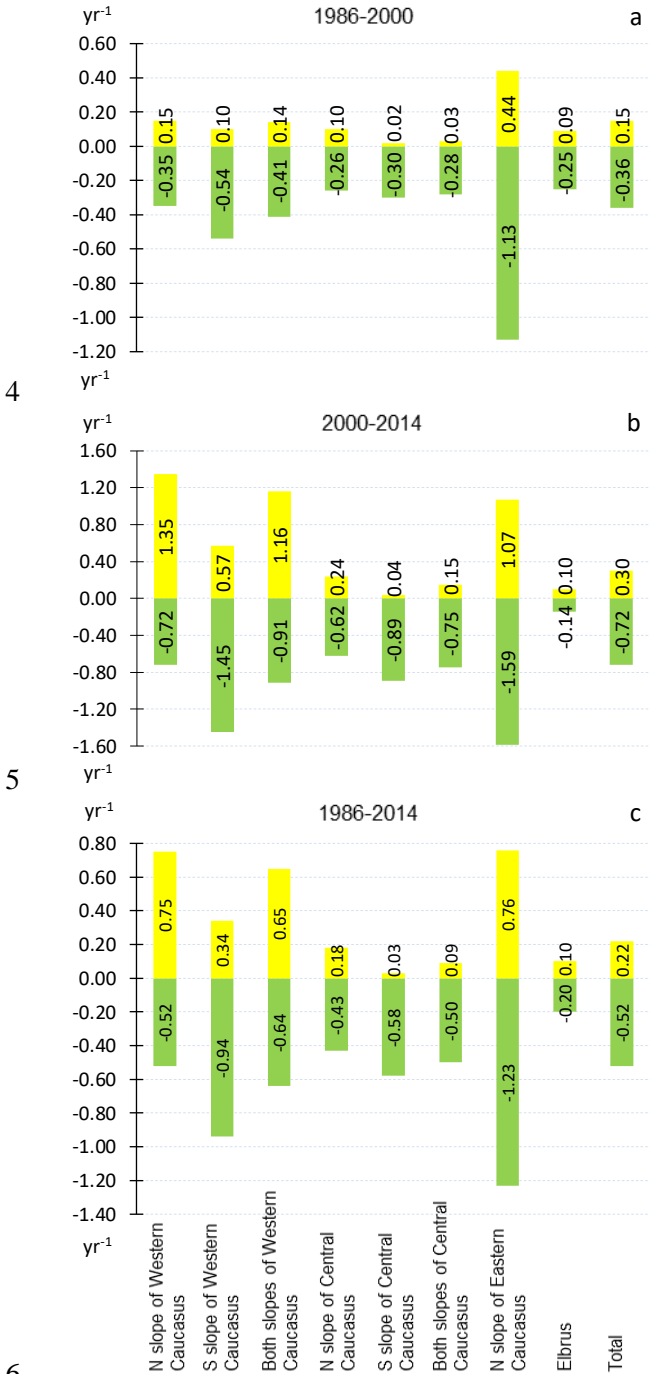 yr-1
1986-2000
a
0.60
0.40
0.20
0.00
-0.20
-0.40
-0.60
-0.80
-1.00
-1.20
0.15 0.10 0.14 0.10 0.02 0.03 0.44 0.09 0.15
-0.35 -0.54 -0.41 -0.26 -0.30 -0.28 -1.13 -0.25 -0.36
yr-1
4
yr-1
2000-2014
b
1.60
1.20
0.80
0.40
0.00
-0.40
-0.80
-1.20
-1.60
1.35 0.57 1.16 0.24 0.04 0.15 1.07 0.10 0.30
-0.72 -1.45 -0.91 -0.62 -0.89 -0.75 -1.59 -0.14 -0.72
yr-1
5
yr-1
1986-2014
c
0.80
0.60
0.40
0.20
0.00
-0.20
-0.40
-0.60
-0.80
-1.00
-1.20
-1.40
0.75 0.34 0.65 0.18 0.03 0.09 0.76 0.10 0.22
-0.52 -0.94 -0.64 -0.43 -0.58 -0.50 -1.23 -0.20 -0.52
yr-1
N slope of Western
Caucasus
S slope of Western
Caucasus
Both slopes of Western
Caucasus
N slope of Central
Caucasus
S slope of Central
Caucasus
Both slopes of Central
Caucasus
N slope of Eastern
Caucasus
Elbrus
Total
6